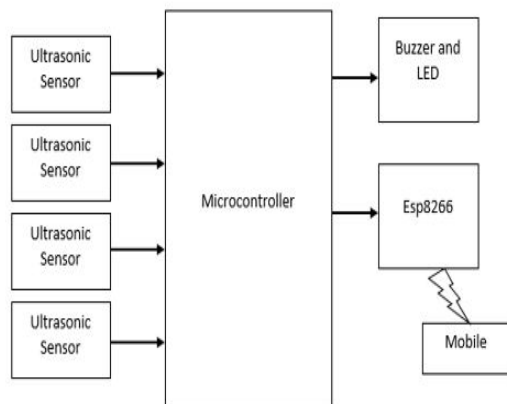 Ultrasonic
Sensor
Ultrasonic
Sensor
Ultrasonic
Sensor
Ultrasonic
Sensor
Microcontroller
Buzzer and
LED
Esp8266
Mobile